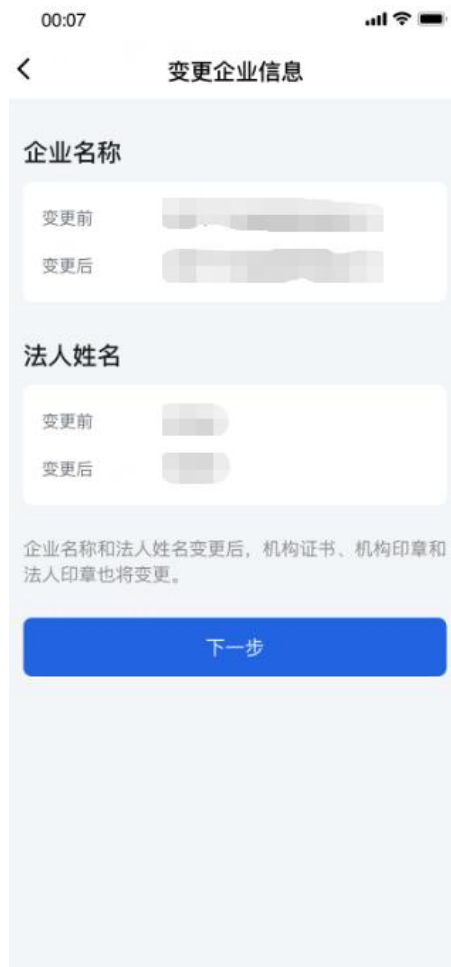 00:07
变更企业信息
企业名称
变更前
变更后
法人姓名
变更前
变更后
企业名称和法人姓名变更后，机构证书、机构印章和
法人印章也将变更。
下一步